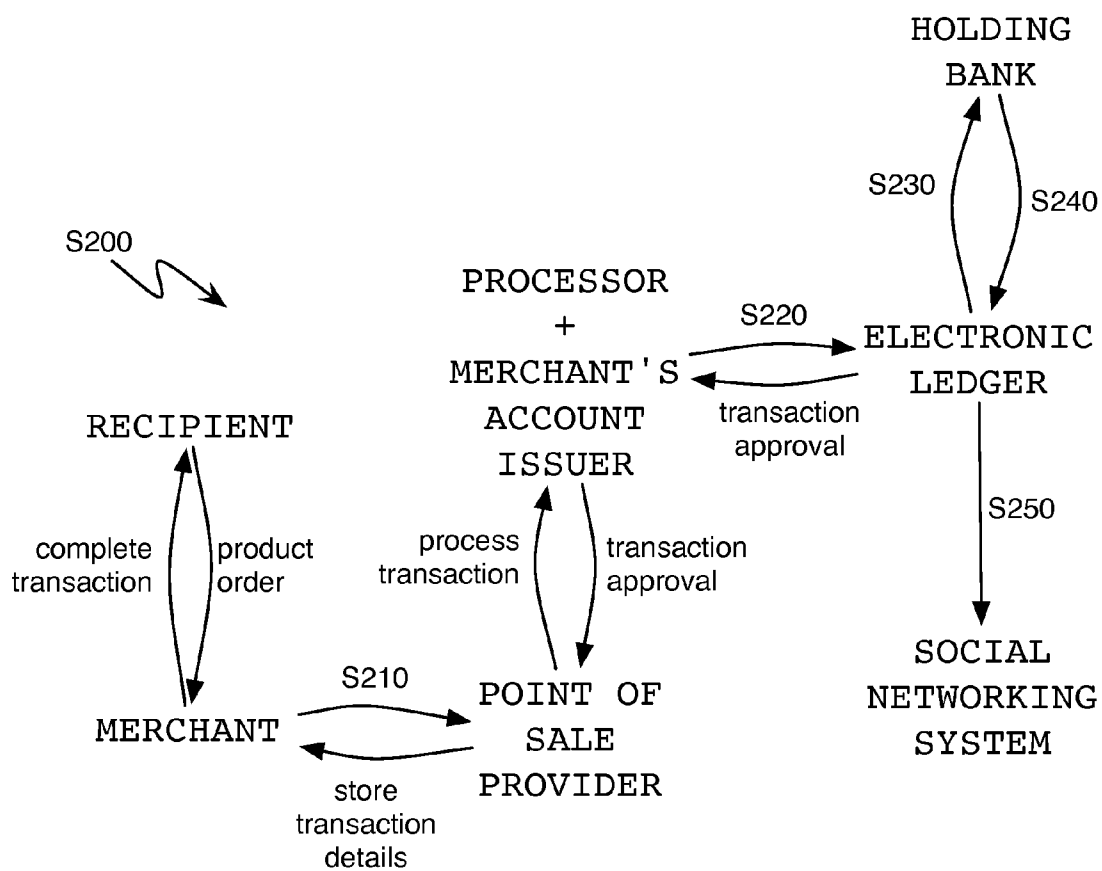 HOLDING
BANK
S230
S240
S200
PROCESSOR
+
MERCHANT'S
ACCOUNT
ISSUER
S220
ELECTRONIC
LEDGER
transaction
approval
RECIPIENT
complete
transaction
product
order
process
transaction
transaction
approval
S250
MERCHANT
S210
POINT OF
SALE
PROVIDER
store
transaction
details
SOCIAL
NETWORKING
SYSTEM